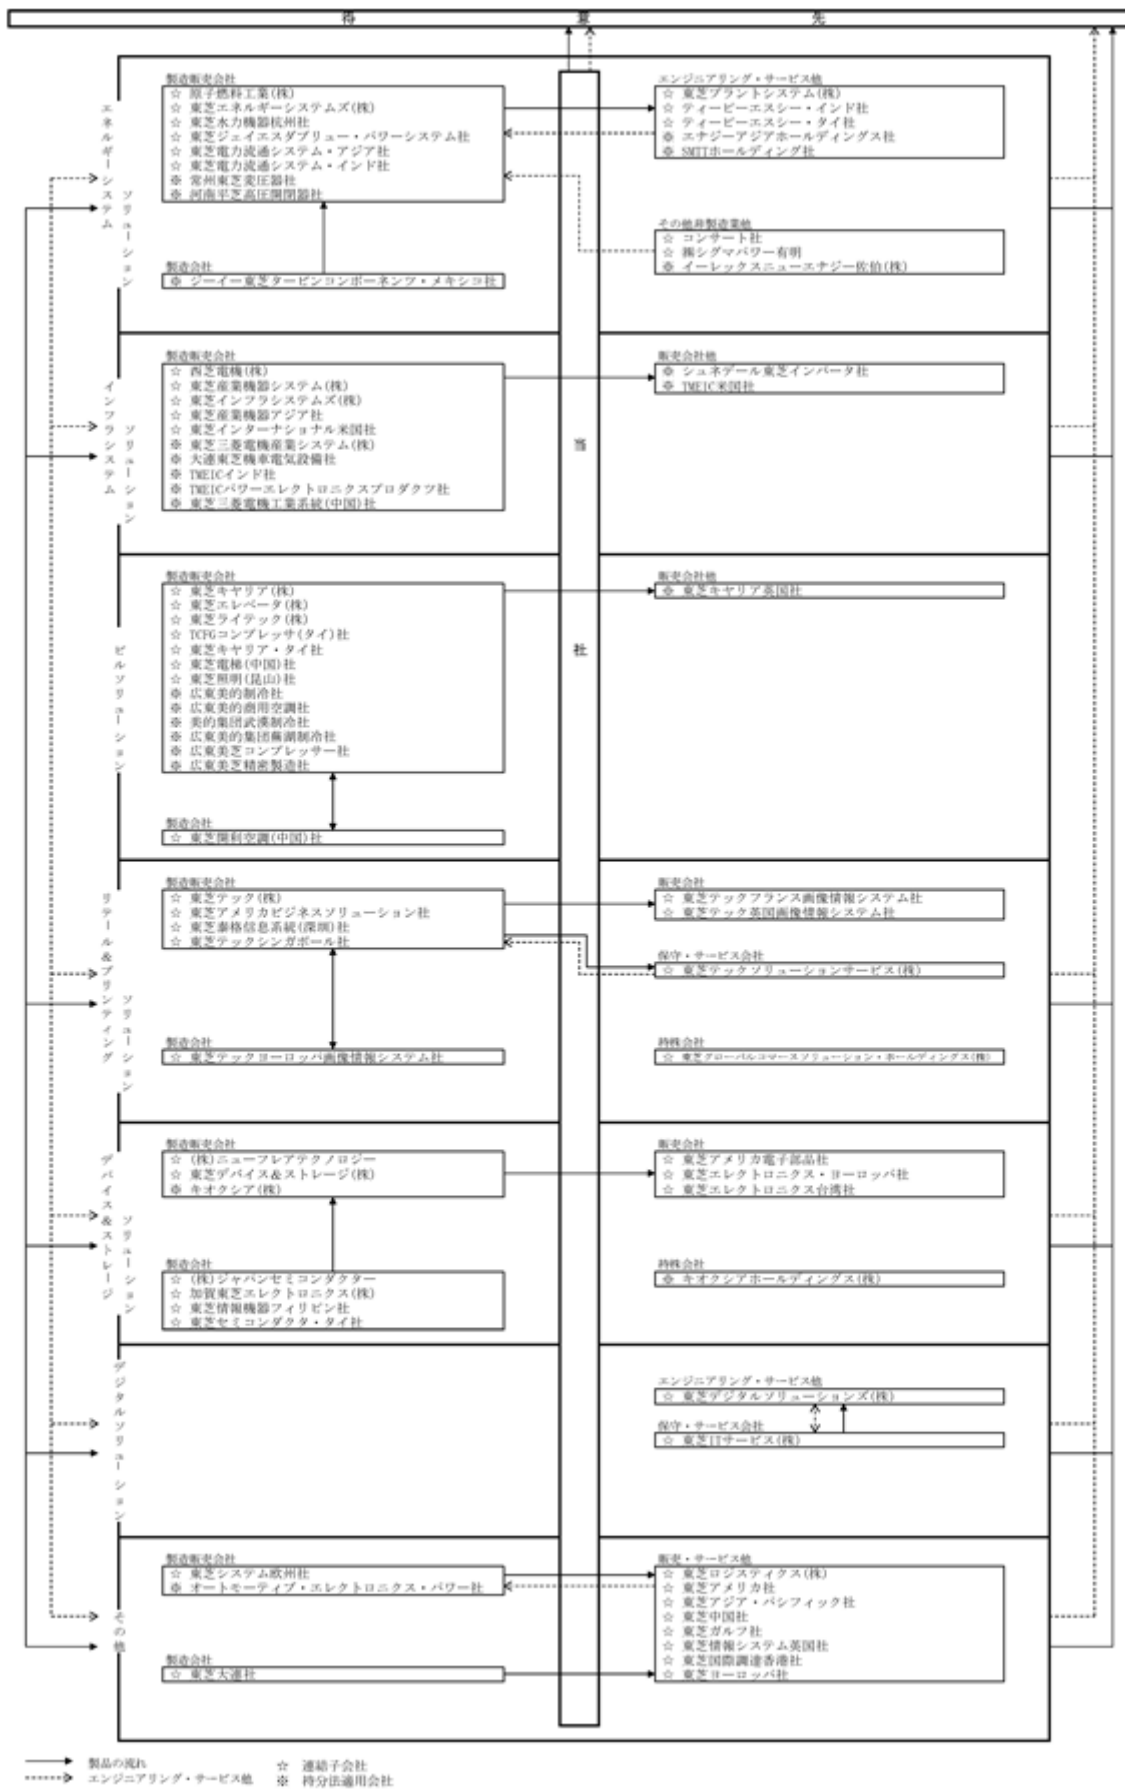 得意先
エネルギーシステム
ソリューション
製造販売会社
☆ 原子燃料工業(株)
☆ 東芝エネルギーシステムズ(株)
☆ 東芝水力機器杭州社
☆ 東芝ジェイエスダブリュー・パワーシステム社
☆ 東芝電力流通システム・アジア社
☆ 東芝電力流通システム・インド社
※ 常州東芝変圧器社
※ 河南平芝高圧開閉器社
製造会社
※ ジーイー東芝タービンコンポーネンツ・メキシコ社
エンジニアリング・サービス他
☆ 東芝プラントシステム(株)
☆ ティーピーエスシー・インド社
☆ ティーピーエスシー・タイ社
※ エナジーアジアホールディングス社
※ SMITホールディング社
その他非製造業他
☆ コンサート社
☆ ㈱シグマパワー有明
※ イーレックスニューエナジー佐伯(株)
インフラシステム
ソリューション
製造販売会社
☆ 西芝電機(株)
☆ 東芝産業機器システム(株)
☆ 東芝インフラシステムズ(株)
☆ 東芝産業機器アジア社
☆ 東芝インターナショナル米国社
※ 東芝三菱電機産業システム(株)
※ 大連東芝機車電気設備社
※ TMEICインド社
※ TMEICパワーエレクトロニクスプロダクツ社
※ 東芝三菱電機工業系統(中国)社
販売会社他
※ シュネデール東芝インバータ社
※ TMEIC米国社
当社
ビルソリューション
製造販売会社
☆ 東芝キヤリア(株)
☆ 東芝エレベータ(株)
☆ 東芝ライテック(株)
☆ TCFGコンプレッサ(タイ)社
☆ 東芝キヤリア・タイ社
☆ 東芝電梯(中国)社
☆ 東芝照明(昆山)社
※ 広東美的制冷社
※ 広東美的商用空調社
※ 美的集団武漢制冷社
※ 広東美的集団蕪湖制冷社
※ 広東美芝コンプレッサー社
※ 広東美芝精密製造社
製造会社
☆ 東芝開利空調(中国)社
販売会社他
※ 東芝キヤリア英国社
リテール&プリンティング
ソリューション
製造販売会社
☆ 東芝テック(株)
☆ 東芝アメリカビジネスソリューション社
☆ 東芝泰格信息系統(深圳)社
☆ 東芝テックシンガポール社
製造会社
☆ 東芝テックヨーロッパ画像情報システム社
販売会社
☆ 東芝テックフランス画像情報システム社
☆ 東芝テック英国画像情報システム社
保守・サービス会社
☆ 東芝テックソリューションサービス(株)
持株会社
☆ 東芝グローバルコマースソリューション・ホールディングス(株)
デバイス&ストレージ
ソリューション
製造販売会社
☆ (株)ニューフレアテクノロジー
☆ 東芝デバイス&ストレージ(株)
※ キオクシア(株)
製造会社
☆ (株)ジャパンセミコンダクター
☆ 加賀東芝エレクトロニクス(株)
☆ 東芝情報機器フィリピン社
☆ 東芝セミコンダクタ・タイ社
販売会社
☆ 東芝アメリカ電子部品社
☆ 東芝エレクトロニクス・ヨーロッパ社
☆ 東芝エレクトロニクス台湾社
持株会社
※ キオクシアホールディングス(株)
デジタルソリューション
エンジニアリング・サービス他
☆ 東芝デジタルソリューションズ(株)
保守・サービス会社
☆ 東芝ITサービス(株)
その他
製造販売会社
☆ 東芝システム欧州社
※ オートモーティブ・エレクトロニクス・パワー社
製造会社
☆ 東芝大連社
販売・サービス他
☆ 東芝ロジスティクス(株)
☆ 東芝アメリカ社
☆ 東芝アジア・パシフィック社
☆ 東芝中国社
☆ 東芝ガルフ社
☆ 東芝情報システム英国社
☆ 東芝国際調達香港社
☆ 東芝ヨーロッパ社
製品の流れ
☆ 連結子会社
エンジニアリング・サービス他
※ 持分法適用会社